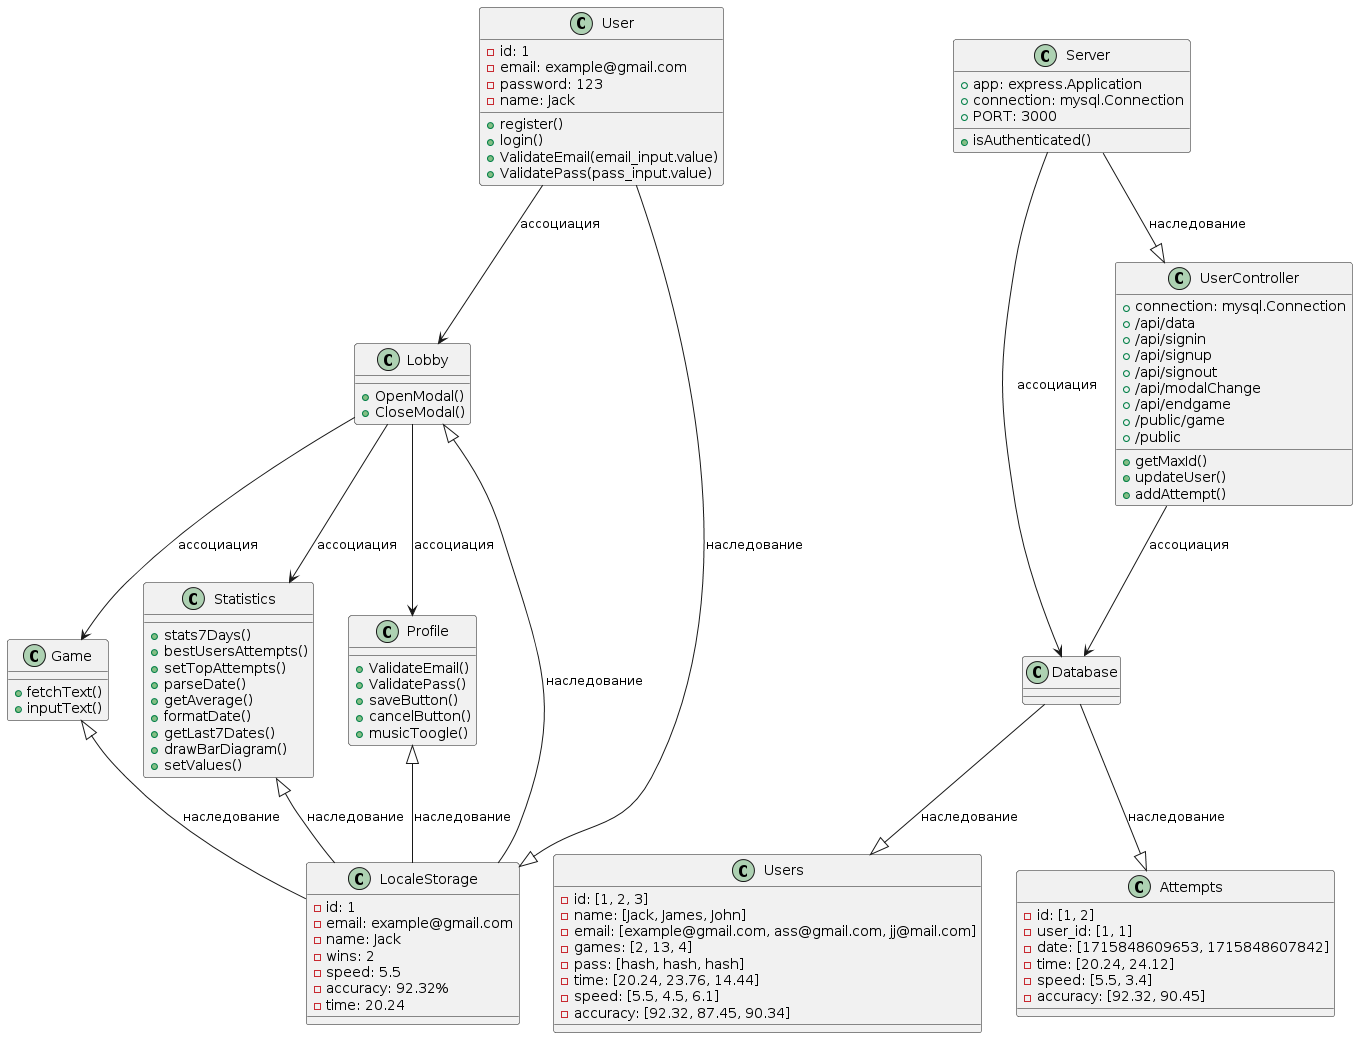 C User
id: 1
email: example@gmail.com
password: 123
name: Jack
register()
login()
ValidateEmail(email_input.value)
ValidatePass(pass_input.value)
C Server
app: express.Application
connection: mysql.Connection
PORT: 3000
isAuthenticated()
ассоциация
наследование
C UserController
connection: mysql.Connection
/api/data
/api/signin
/api/signup
/api/signout
/api/modalChange
/api/endgame
/public/game
/public
getMaxId()
updateUser()
addAttempt()
C Lobby
OpenModal()
CloseModal()
ассоциация
ассоциация
ассоциация
ассоциация
наследование
ассоциация
наследование
C Game
fetchText()
inputText()
C Statistics
stats7Days()
bestUsersAttempts()
setTopAttempts()
parseDate()
getAverage()
formatDate()
getLast7Dates()
drawBarDiagram()
setValues()
C Profile
ValidateEmail()
ValidatePass()
saveButton()
cancelButton()
musicToogle()
C Database
наследование
наследование
наследование
наследование
наследование
C LocaleStorage
id: 1
email: example@gmail.com
name: Jack
wins: 2
speed: 5.5
accuracy: 92.32%
time: 20.24
C Users
id: [1, 2, 3]
name: [Jack, James, John]
email: [example@gmail.com, ass@gmail.com, jj@mail.com]
games: [2, 13, 4]
pass: [hash, hash, hash]
time: [20.24, 23.76, 14.44]
speed: [5.5, 4.5, 6.1]
accuracy: [92.32, 87.45, 90.34]
C Attempts
id: [1, 2]
user_id: [1, 1]
date: [1715848609653, 1715848607842]
time: [20.24, 24.12]
speed: [5.5, 3.4]
accuracy: [92.32, 90.45]